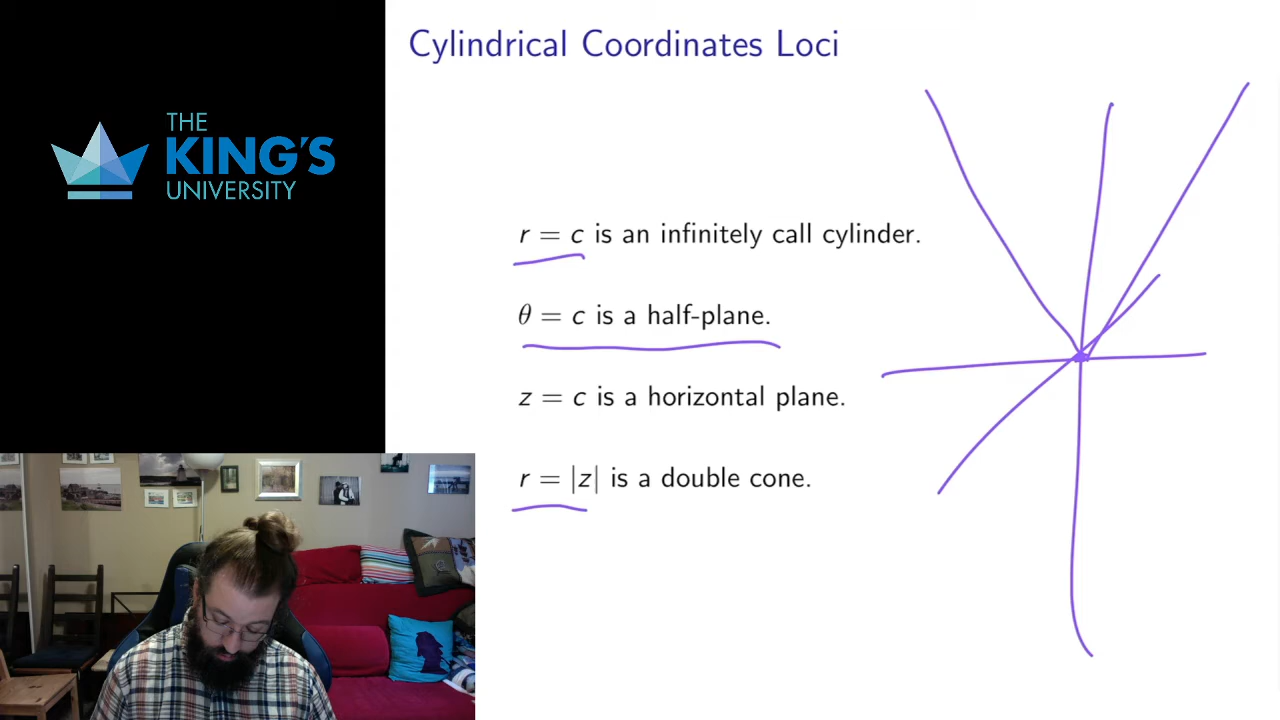 Cylindrical Coordinates Loci
THE
KING'S
UNIVERSITY
r = c is an infinitely call cylinder.
θ = c is a half-plane.
z = c is a horizontal plane.
r = |z| is a double cone.